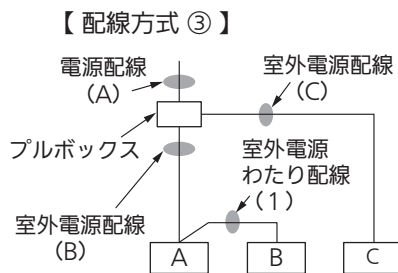 【 配線方式 ③ 】
電源配線
(A)
室外電源配線
(C)
プルボックス
室外電源
わたり配線
(1)
室外電源配線
(B)
A
B
C